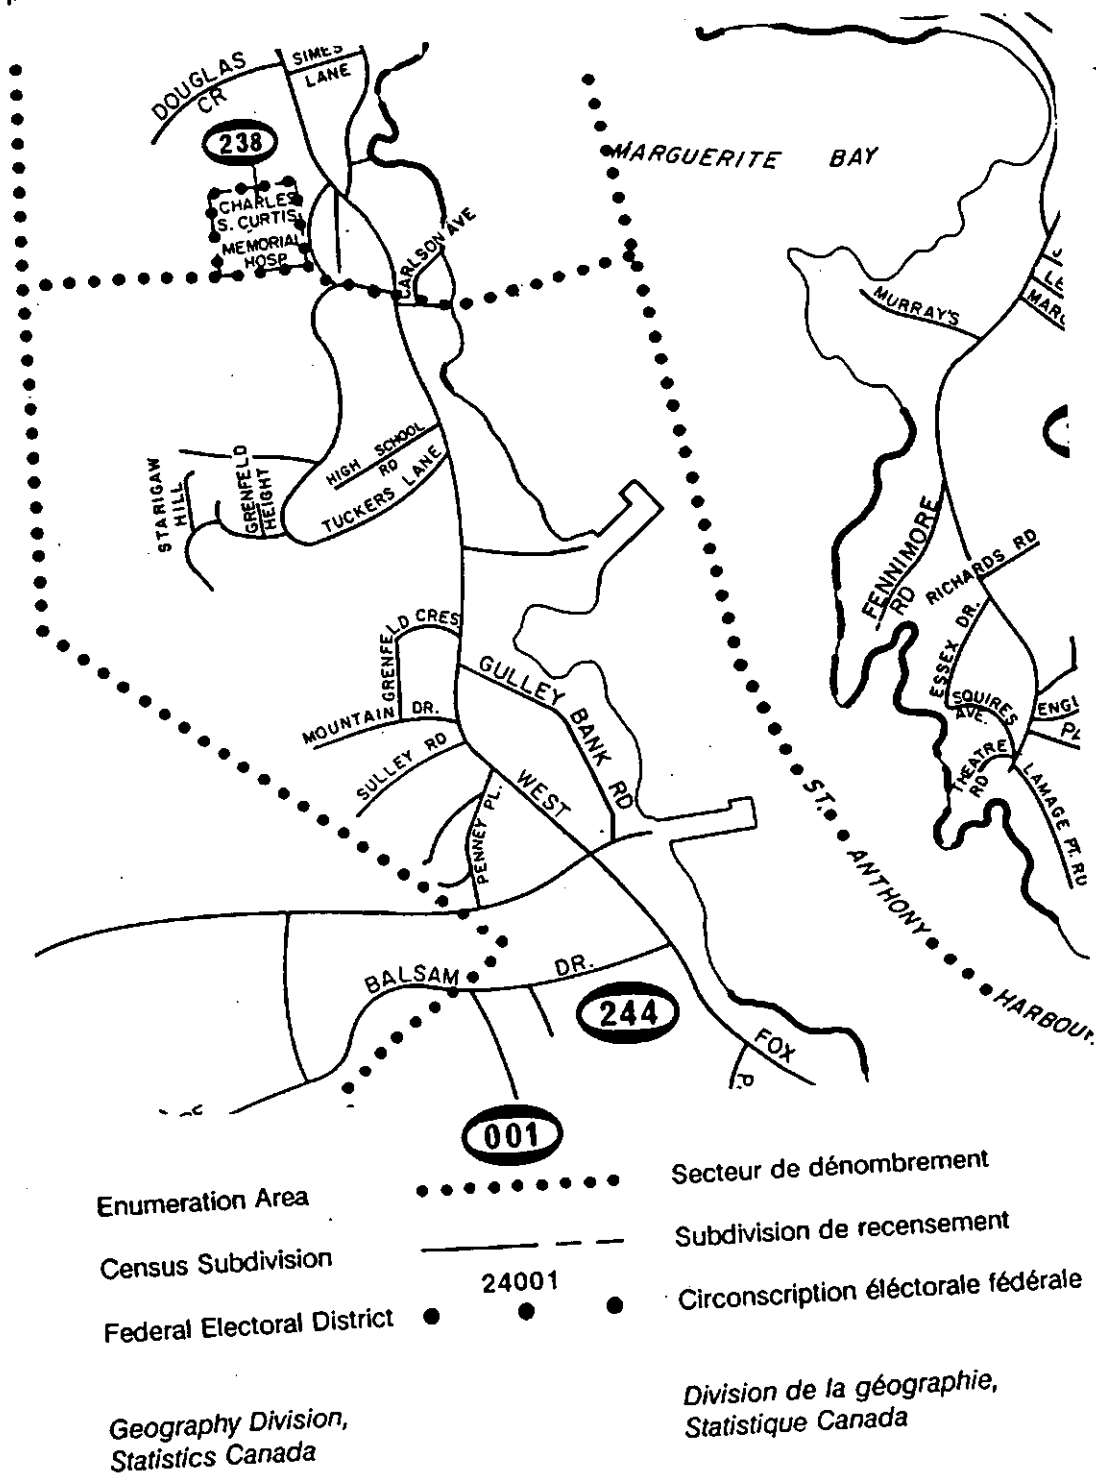 DOUGLAS
CR
SIMES
LANE
238
CHARLES
S. CURTIS
MEMORIAL
HOSP.
CARLSON AVE
MARGUERITE BAY
MURRAY'S
LE
MARG
HIGH SCHOOL
RD
TUCKERS LANE
STARIGAW
HILL
GRENFELD
HEIGHT
FENNIMORE
RD
RICHARDS RD
ESSEX DR.
SQUIRES
AVE.
ENGL
PL
THEATRE
RD
LAMAGE PT. RD
GRENFELD CRES
MOUNTAIN DR.
SULLEY RD
GULLEY BANK RD
WEST
PENNEY PL.
ST. ANTHONY HARBOUR.
BALSAM DR.
244
FOX
P.
001
Enumeration Area
Secteur de dénombrement
Census Subdivision
Subdivision de recensement
24001
Federal Electoral District
Circonscription éléctorale fédérale
Geography Division,
Statistics Canada
Division de la géographie,
Statistique Canada